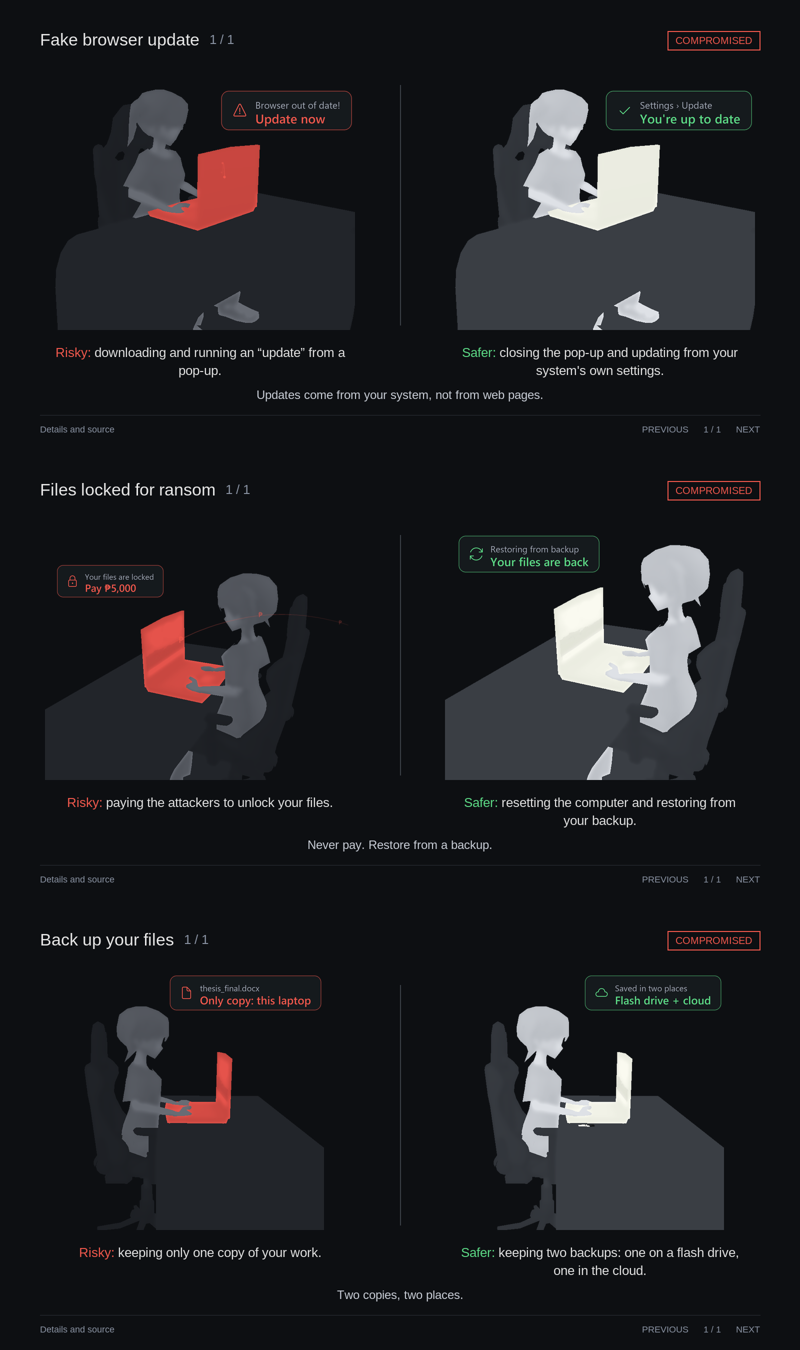 Fake browser update 1 / 1
COMPROMISED
Browser out of date!
Update now
Settings › Update
You're up to date
Risky: downloading and running an “update” from a
pop-up.
Safer: closing the pop-up and updating from your
system’s own settings.
Updates come from your system, not from web pages.
Details and source
PREVIOUS 1 / 1 NEXT
Files locked for ransom 1 / 1
COMPROMISED
Your files are locked
Pay ₱5,000
Restoring from backup
Your files are back
Risky: paying the attackers to unlock your files.
Safer: resetting the computer and restoring from
your backup.
Never pay. Restore from a backup.
Details and source
PREVIOUS 1 / 1 NEXT
Back up your files 1 / 1
COMPROMISED
thesis_final.docx
Only copy: this laptop
Saved in two places
Flash drive + cloud
Risky: keeping only one copy of your work.
Safer: keeping two backups: one on a flash drive,
one in the cloud.
Two copies, two places.
Details and source
PREVIOUS 1 / 1 NEXT